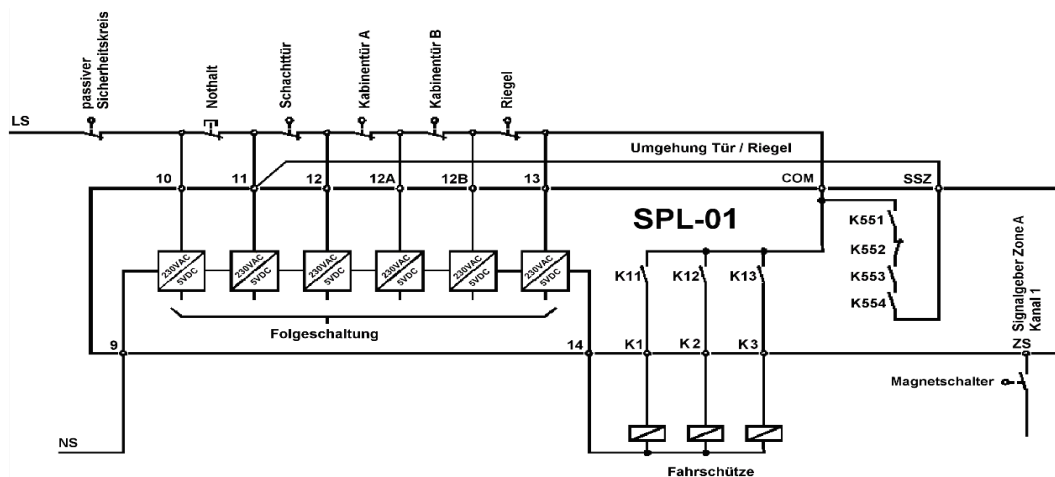 LS
passiver
Sicherheitskreis
Nothalt
Schachttür
Kabinentür A
Kabinentür B
Riegel
Umgehung Tür / Riegel
10
11
12
12A
12B
13
COM
SSZ
SPL-01
230VAC
5VDC
230VAC
5VDC
230VAC
5VDC
230VAC
5VDC
230VAC
5VDC
230VAC
5VDC
K11
K12
K13
K551
K552
K553
K554
Signalgeber Zone A
Kanal 1
Folgeschaltung
9
14
K1
K2
K3
ZS
Magnetschalter
NS
Fahrschütze